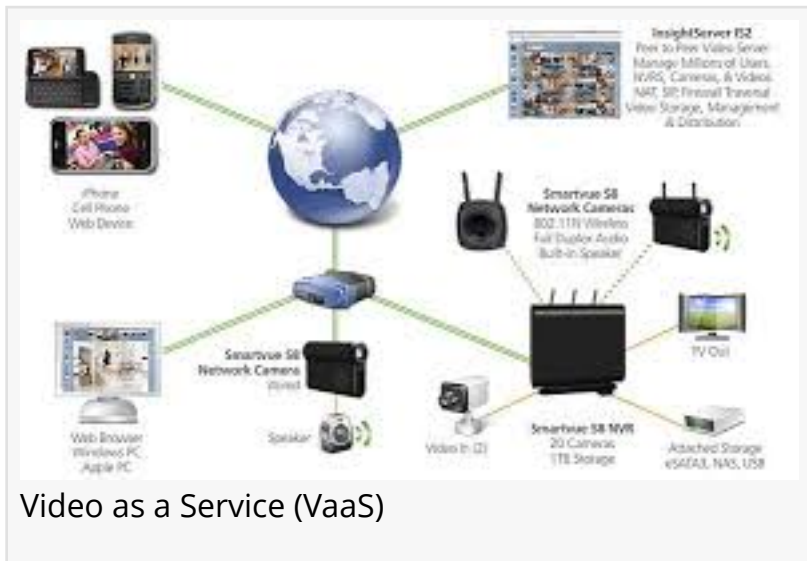 iPhone
Cell Phone
Web Device
InsightServer IS2
Peer to Peer Video Server
Manage Millions of Users,
NVRS, Cameras, & Videos
NAT, SIP, Firewall Traversal
Video Storage, Management
& Distribution
Smartvue S8
Network Cameras
802.11N Wireless
Full Duplex Audio
Built-in Speaker
TV Out
Smartvue S8
Network Camera
Wired
Speaker
Web Browser
Windows PC
Apple PC
Video In (2)
Smartvue S8 NVR
20 Cameras
1TB Storage
Attached Storage
eSATA3, NAS, USB
Video as a Service (VaaS)